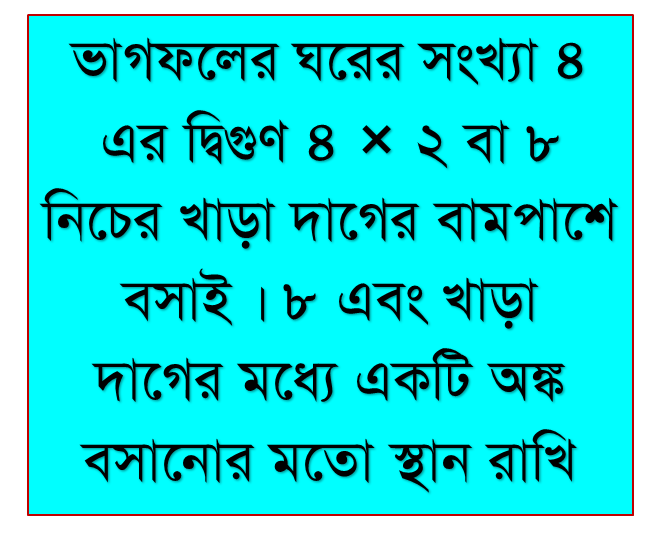 ভাগফলের ঘরের সংখ্যা ৪
এর দ্বিগুণ ৪ × ২ বা ৮
নিচের খাড়া দাগের বামপাশে
বসাই । ৮ এবং খাড়া
দাগের মধ্যে একটি অঙ্ক
বসানোর মতো স্থান রাখি